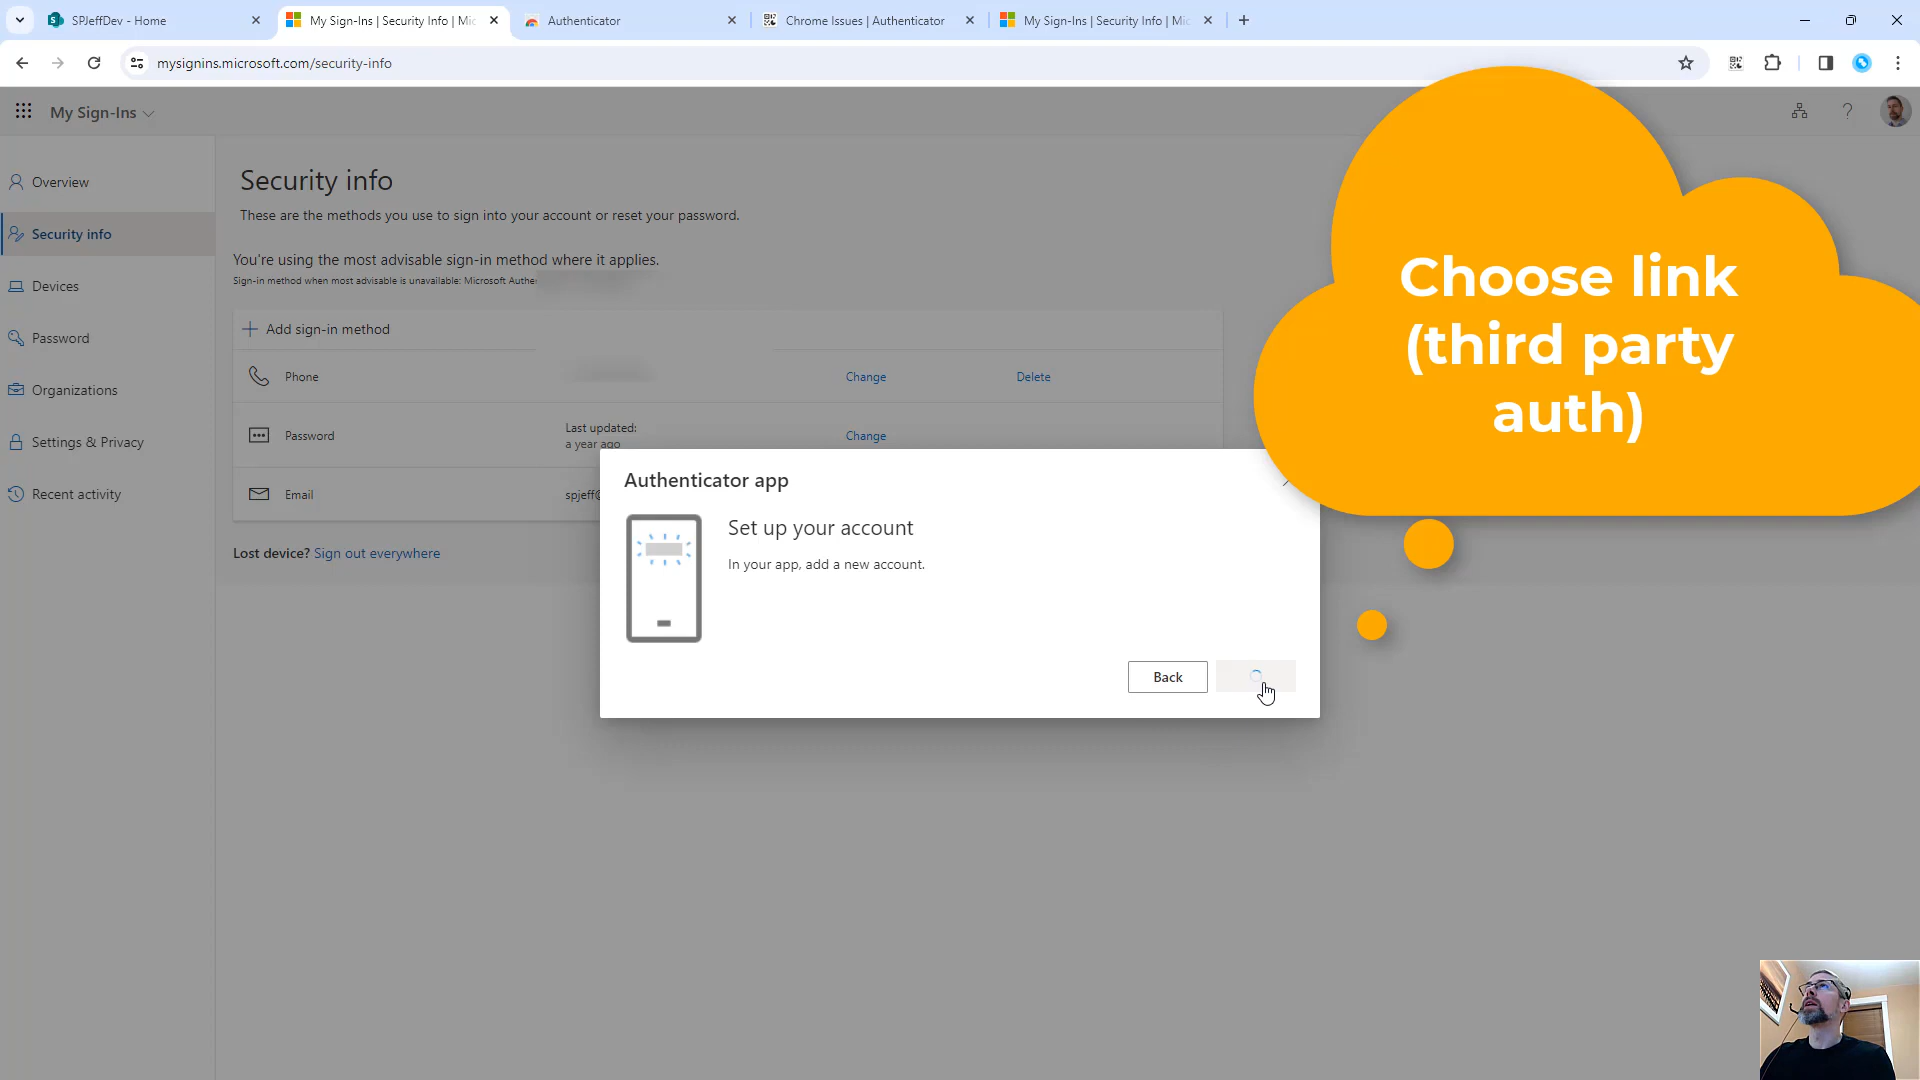 SPJeffDev - Home
My Sign-Ins | Security Info | Mic
Authenticator
Chrome Issues | Authenticator
My Sign-Ins | Security Info | Mic
mysignins.microsoft.com/security-info
My Sign-Ins
?
Overview
Security info
Devices
Password
Organizations
Settings & Privacy
Recent activity
Security info
These are the methods you use to sign into your account or reset your password.
You're using the most advisable sign-in method where it applies.
Sign-in method when most advisable is unavailable: Microsoft Authe
Add sign-in method
Phone
Change
Delete
Password
Last updated:
a year ago
Change
Email
spjeff@
Lost device? Sign out everywhere
Authenticator app
Set up your account
In your app, add a new account.
Back
Choose link
(third party
auth)